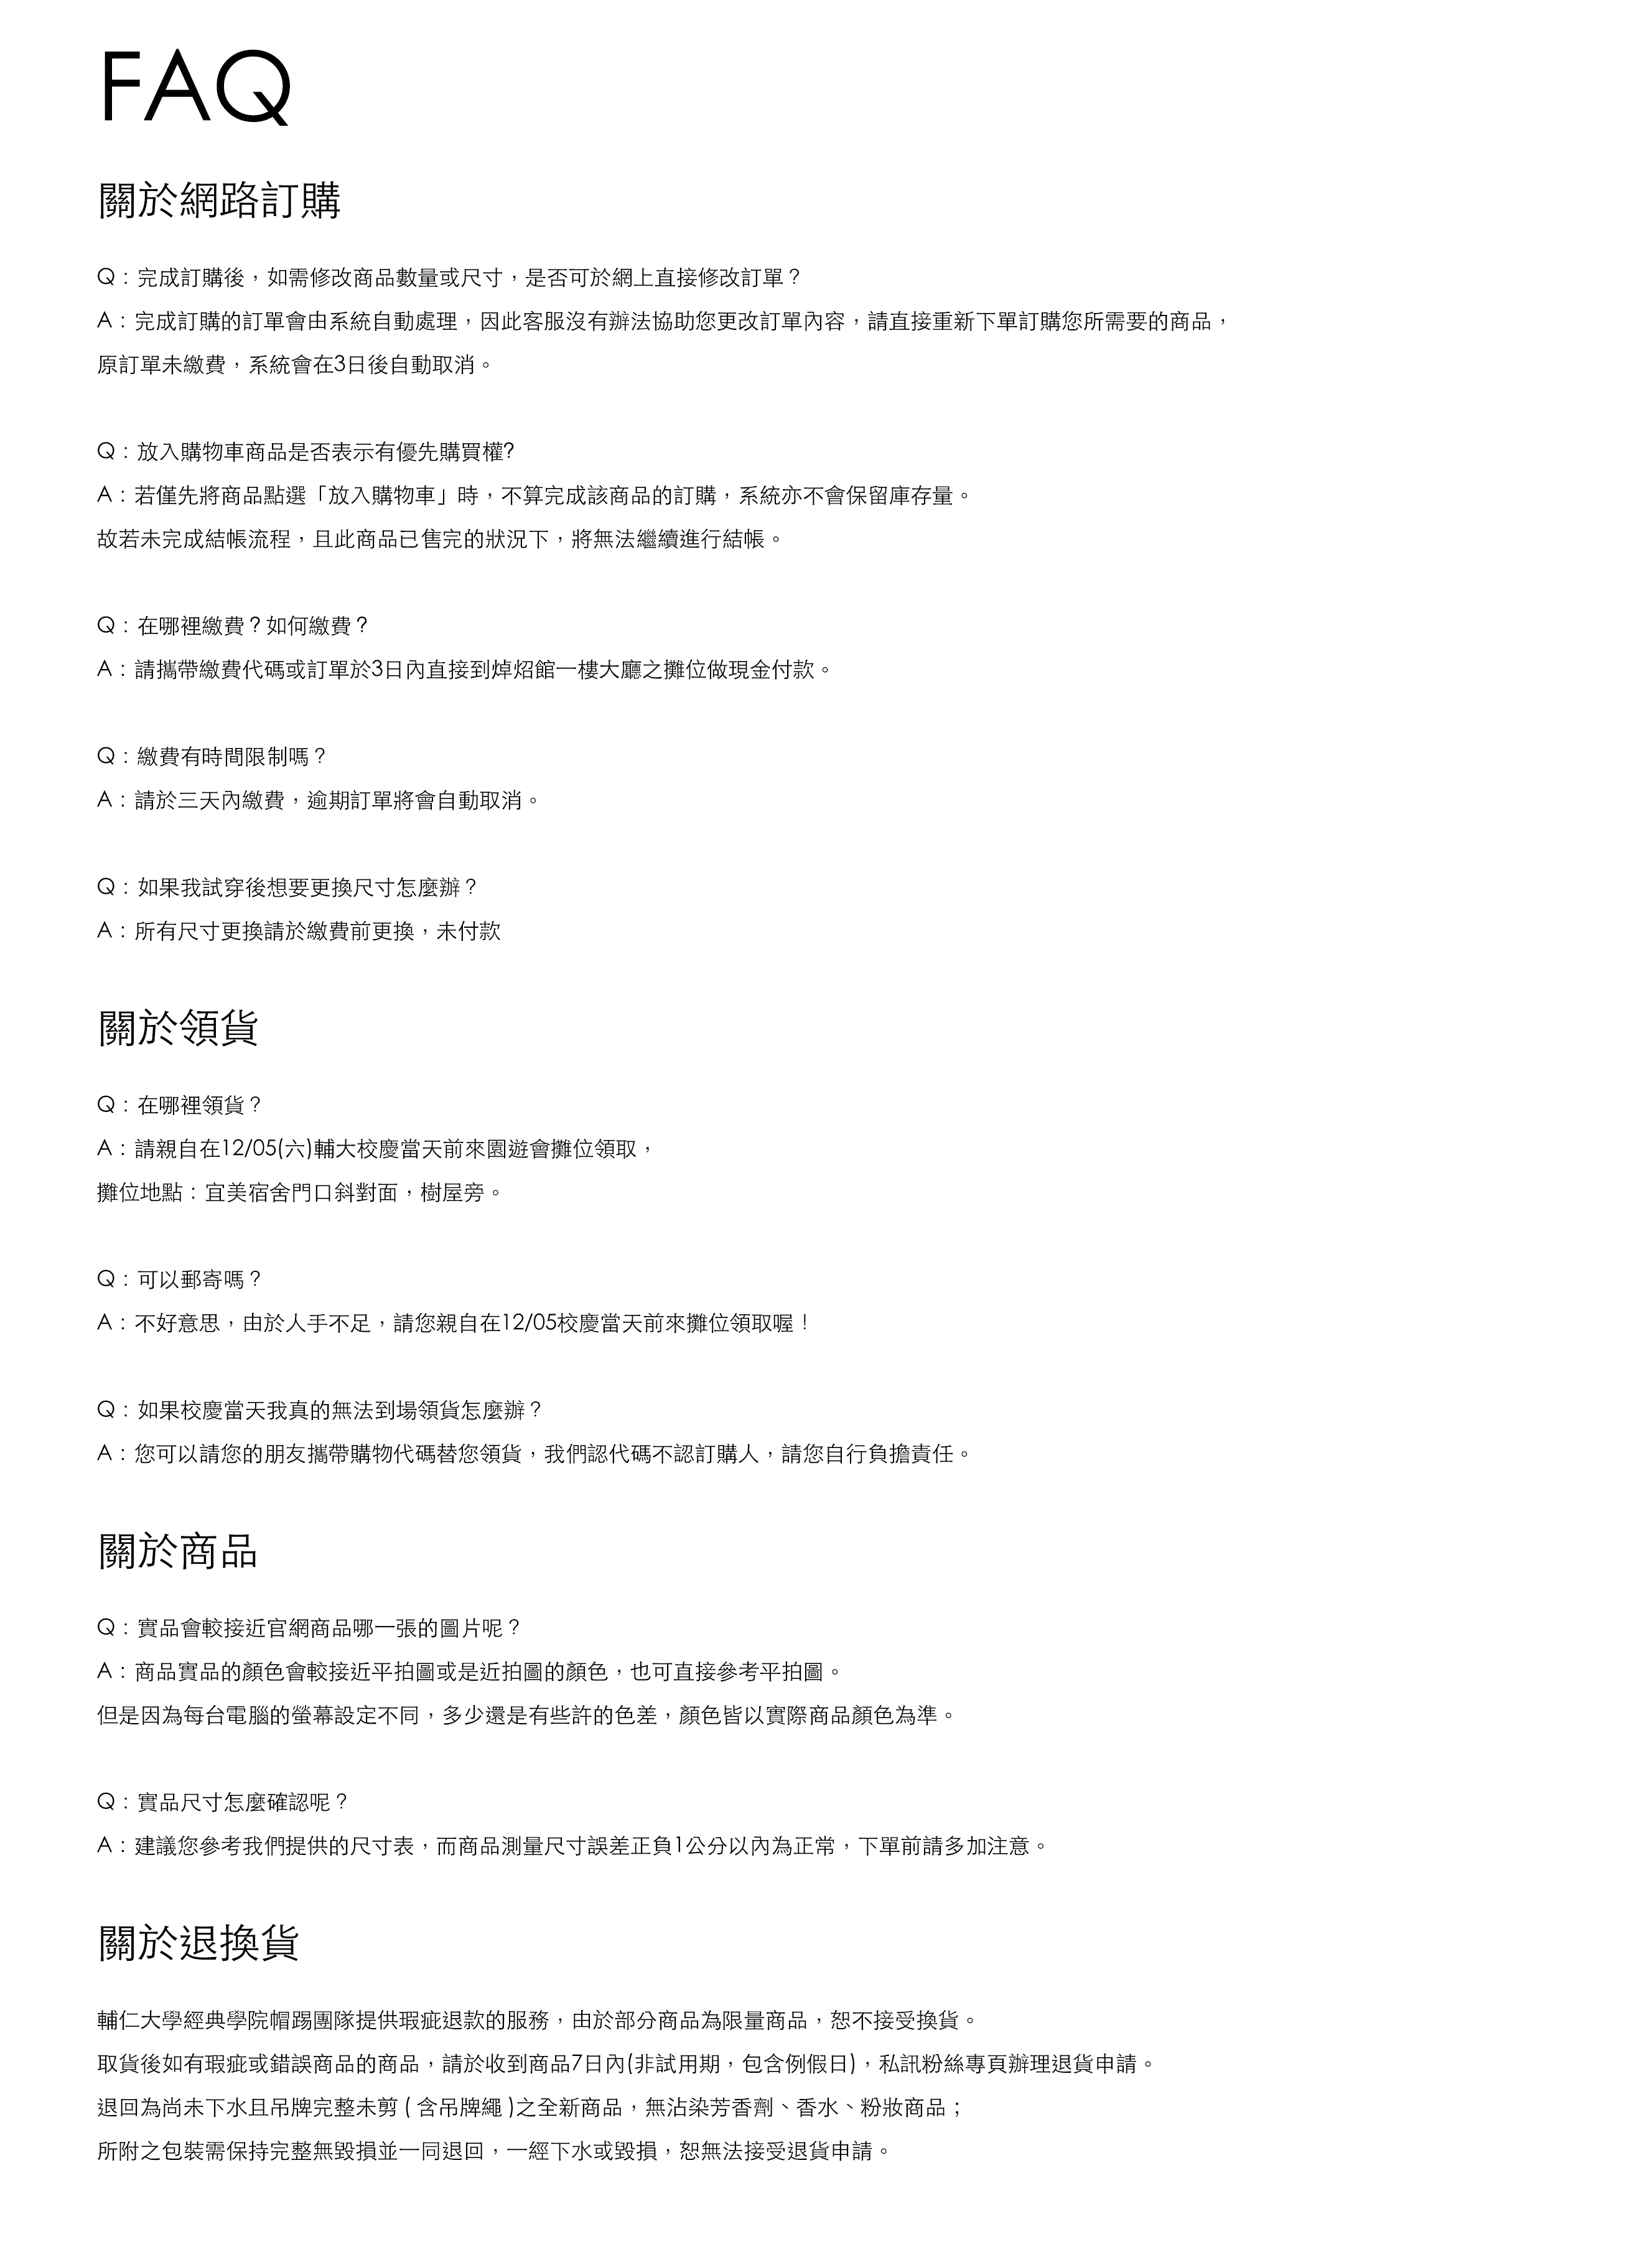 FAQ
關於網路訂購
Q：完成訂購後，如需修改商品數量或尺寸，是否可於網上直接修改訂單？
A：完成訂購的訂單會由系統自動處理，因此客服沒有辦法協助您更改訂單內容，請直接重新下單訂購您所需要的商品，
原訂單未繳費，系統會在3日後自動取消。
Q：放入購物車商品是否表示有優先購買權?
A：若僅先將商品點選「放入購物車」時，不算完成該商品的訂購，系統亦不會保留庫存量。
故若未完成結帳流程，且此商品已售完的狀況下，將無法繼續進行結帳。
Q：在哪裡繳費？如何繳費？
A：請攜帶繳費代碼或訂單於3日內直接到焯炤館一樓大廳之攤位做現金付款。
Q：繳費有時間限制嗎？
A：請於三天內繳費，逾期訂單將會自動取消。
Q：如果我試穿後想要更換尺寸怎麼辦？
A：所有尺寸更換請於繳費前更換，未付款
關於領貨
Q：在哪裡領貨？
A：請親自在12/05(六)輔大校慶當天前來園遊會攤位領取，
攤位地點：宜美宿舍門口斜對面，樹屋旁。
Q：可以郵寄嗎？
A：不好意思，由於人手不足，請您親自在12/05校慶當天前來攤位領取喔！
Q：如果校慶當天我真的無法到場領貨怎麼辦？
A：您可以請您的朋友攜帶購物代碼替您領貨，我們認代碼不認訂購人，請您自行負擔責任。
關於商品
Q：實品會較接近官網商品哪一張的圖片呢？
A：商品實品的顏色會較接近平拍圖或是近拍圖的顏色，也可直接參考平拍圖。
但是因為每台電腦的螢幕設定不同，多少還是有些許的色差，顏色皆以實際商品顏色為準。
Q：實品尺寸怎麼確認呢？
A：建議您參考我們提供的尺寸表，而商品測量尺寸誤差正負1公分以內為正常，下單前請多加注意。
關於退換貨
輔仁大學經典學院帽踢團隊提供瑕疵退款的服務，由於部分商品為限量商品，恕不接受換貨。
取貨後如有瑕疵或錯誤商品的商品，請於收到商品7日內(非試用期，包含例假日)，私訊粉絲專頁辦理退貨申請。
退回為尚未下水且吊牌完整未剪 ( 含吊牌繩 )之全新商品，無沾染芳香劑、香水、粉妝商品；
所附之包裝需保持完整無毀損並一同退回，一經下水或毀損，恕無法接受退貨申請。